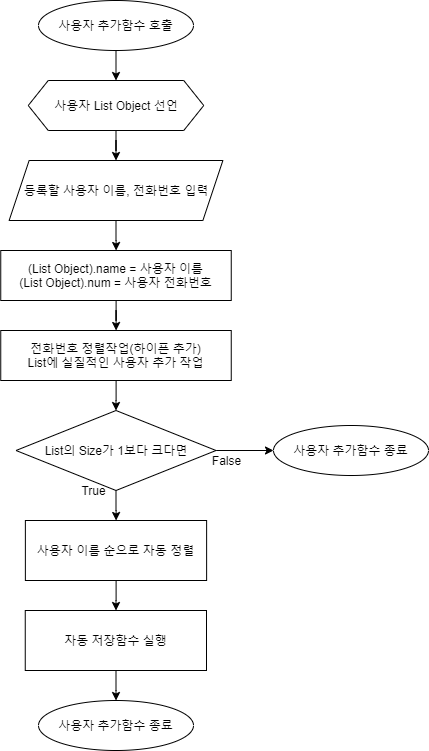 사용자 추가함수 호출
사용자 List Object 선언
등록할 사용자 이름, 전화번호 입력
(List Object).name = 사용자 이름
(List Object).num = 사용자 전화번호
전화번호 정렬작업(하이픈 추가)
List에 실질적인 사용자 추가 작업
List의 Size가 1보다 크다면
False
사용자 추가함수 종료
True
사용자 이름 순으로 자동 정렬
자동 저장함수 실행
사용자 추가함수 종료